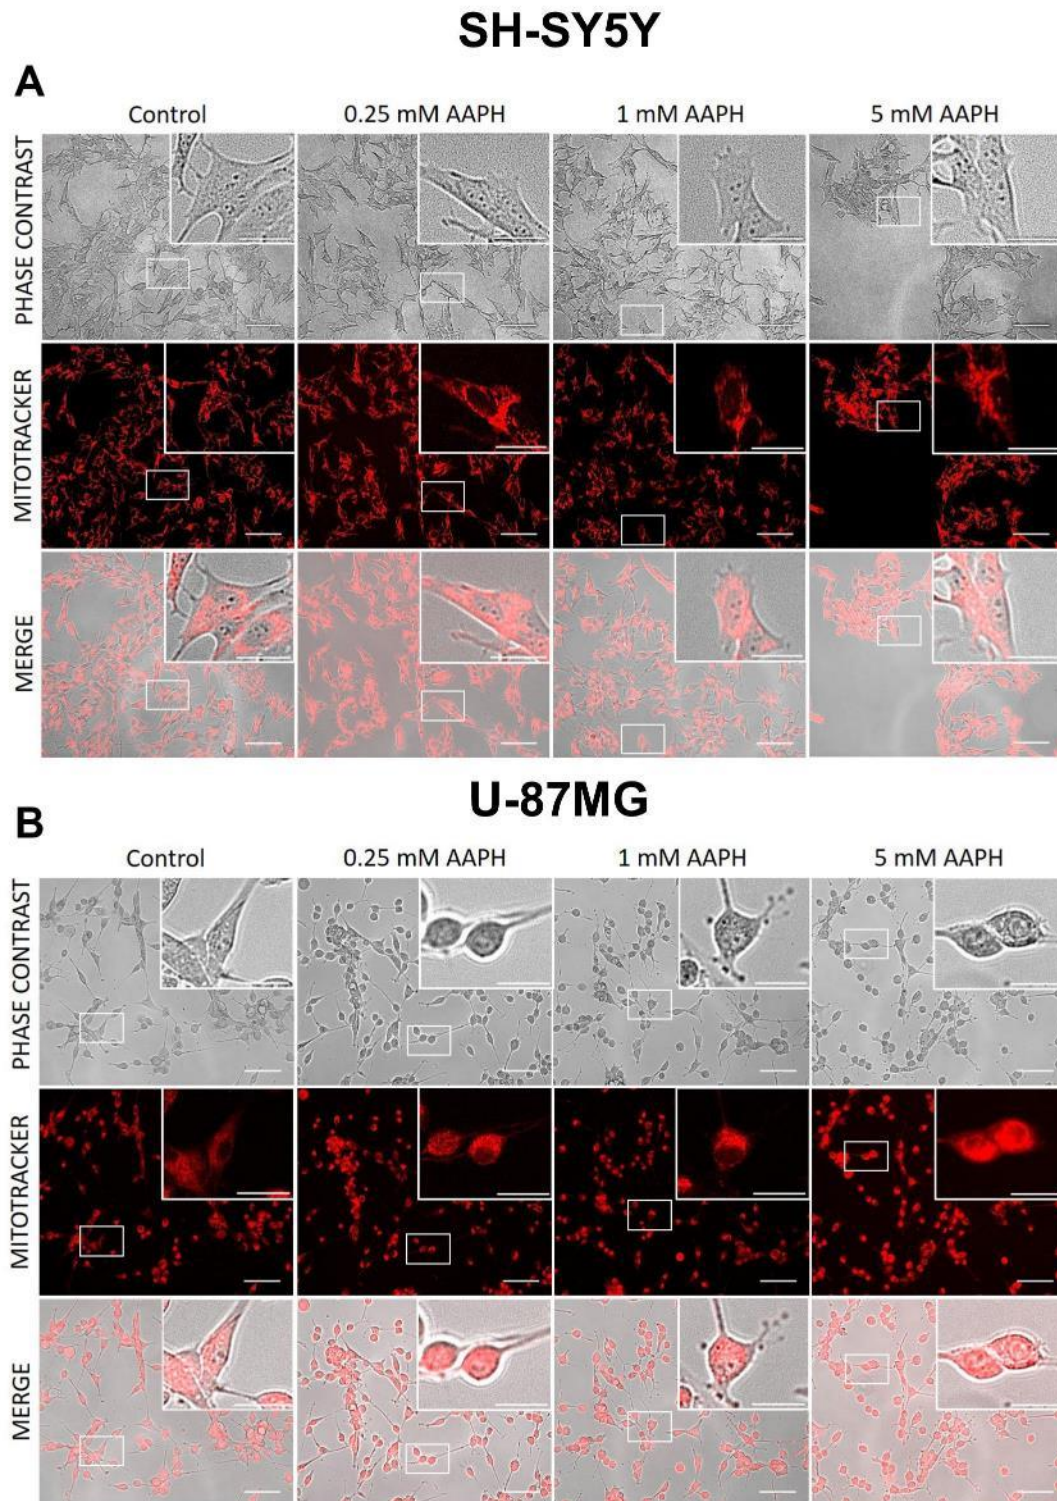 SH-SY5Y
A
Control 0.25 mM AAPH 1 mM AAPH 5 mM AAPH
PHASE CONTRAST
MITOTRACKER
MERGE
U-87MG
B
Control 0.25 mM AAPH 1 mM AAPH 5 mM AAPH
PHASE CONTRAST
MITOTRACKER
MERGE